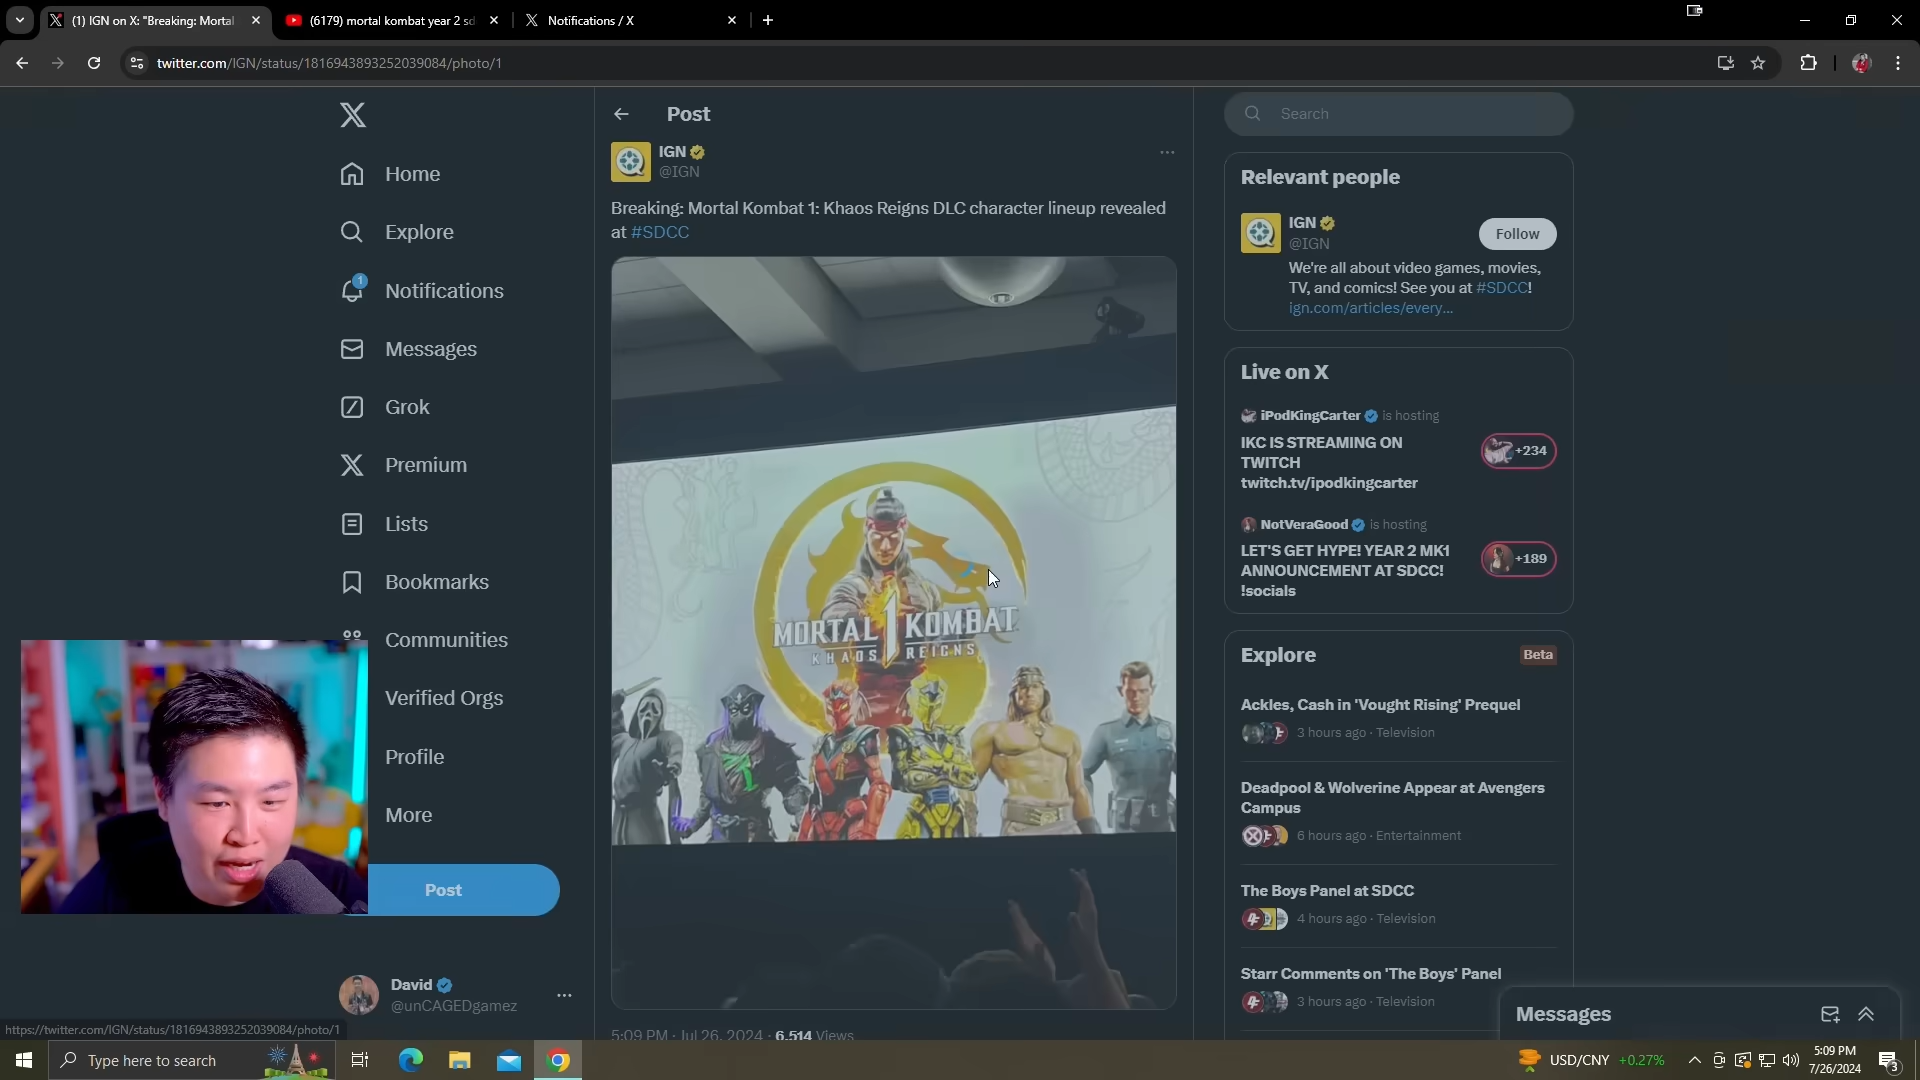 (1) IGN on X: "Breaking: Mortal
(6179) mortal kombat year 2 sd
Notifications / X
twitter.com/IGN/status/1816943893252039084/photo/1
Home
Explore
1
Notifications
Messages
Grok
Premium
Lists
Bookmarks
Communities
Verified Orgs
Profile
More
Post
David
@unCAGEDgamez
https://twitter.com/IGN/status/1816943893252039084/photo/1
Post
IGN
@IGN
Breaking: Mortal Kombat 1: Khaos Reigns DLC character lineup revealed
at #SDCC
MORTAL 1 KOMBAT
KHAOS REIGNS
5:09 PM · Jul 26, 2024 · 6,514 Views
Search
Relevant people
IGN
@IGN
Follow
We're all about video games, movies,
TV, and comics! See you at #SDCC!
ign.com/articles/every…
Live on X
iPodKingCarter is hosting
IKC IS STREAMING ON
TWITCH
twitch.tv/ipodkingcarter
+234
NotVeraGood is hosting
LET'S GET HYPE! YEAR 2 MK1
ANNOUNCEMENT AT SDCC!
!socials
+189
Explore
Beta
Ackles, Cash in 'Vought Rising' Prequel
3 hours ago · Television
Deadpool & Wolverine Appear at Avengers
Campus
6 hours ago · Entertainment
The Boys Panel at SDCC
4 hours ago · Television
Starr Comments on 'The Boys' Panel
3 hours ago · Television
Messages
Type here to search
USD/CNY +0.27%
5:09 PM
7/26/2024
3